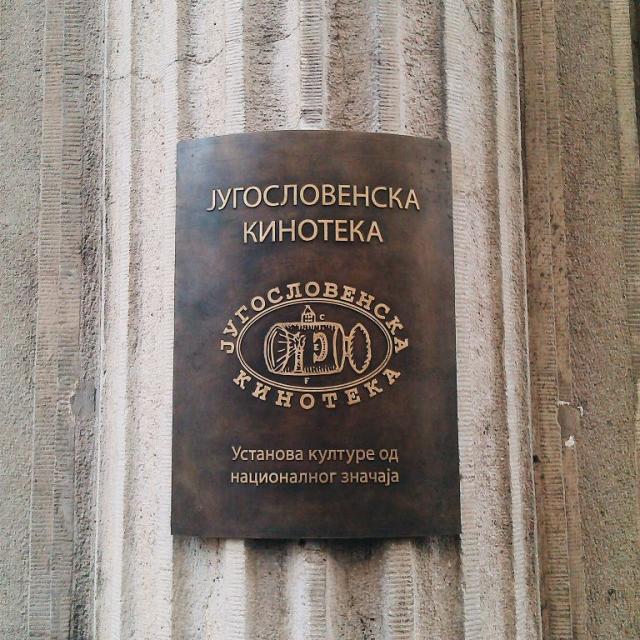 ЈУГОСЛОВЕНСКА
КИНОТЕКА
ЈУГОСЛОВЕНСКА
C
E
F
КИНОТЕКА
Установа културе од
националног значаја